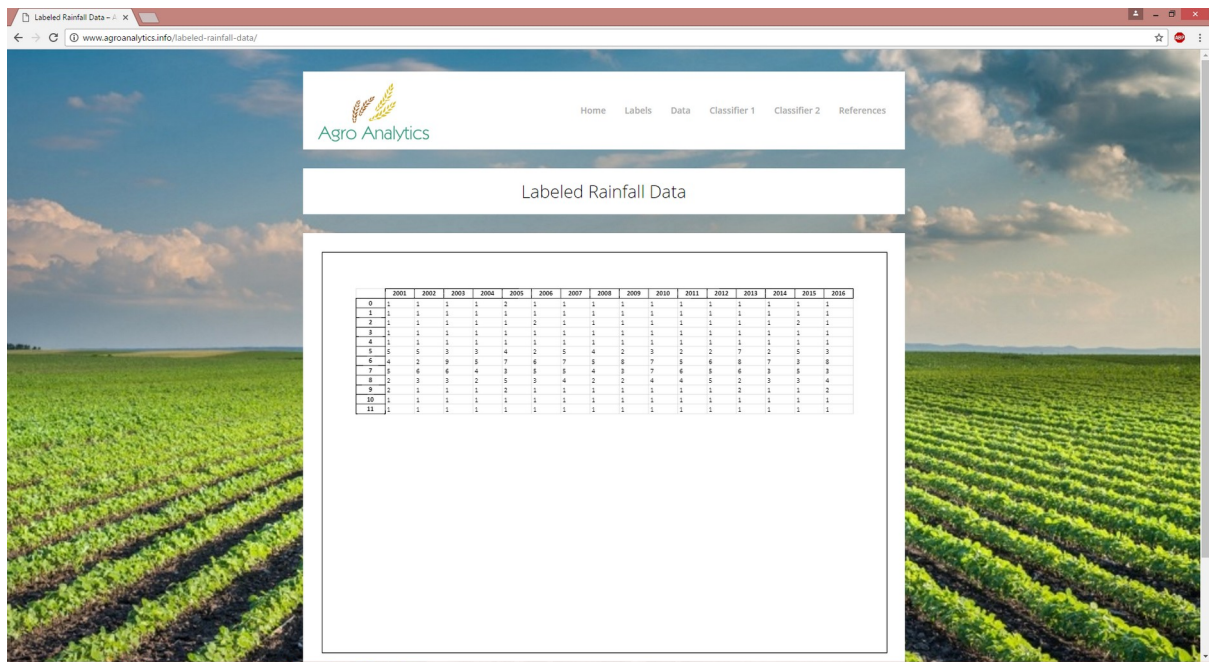 Labeled Rainfall Data – A
www.agroanalytics.info/labeled-rainfall-data/
ABP
Agro Analytics
Home Labels Data Classifier 1 Classifier 2 References
Labeled Rainfall Data
2001 2002 2003 2004 2005 2006 2007 2008 2009 2010 2011 2012 2013 2014 2015 2016
0 1 1 1 1 2 1 1 1 1 1 1 1 1 1 1 1
1 1 1 1 1 1 1 1 1 1 1 1 1 1 1 1 1
2 1 1 1 1 1 2 1 1 1 1 1 1 1 1 2 1
3 1 1 1 1 1 1 1 1 1 1 1 1 1 1 1 1
4 1 1 1 1 1 1 1 1 1 1 1 1 1 1 1 1
5 5 5 3 3 4 2 5 4 2 3 2 2 7 2 5 3
6 4 2 9 5 7 6 7 5 8 7 5 6 8 7 3 8
7 5 6 6 4 3 5 5 4 3 7 6 5 6 3 5 3
8 2 3 3 2 5 3 4 2 2 4 4 5 2 3 3 4
9 2 1 1 1 2 1 1 1 1 1 1 1 2 1 1 2
10 1 1 1 1 1 1 1 1 1 1 1 1 1 1 1 1
11 1 1 1 1 1 1 1 1 1 1 1 1 1 1 1 1